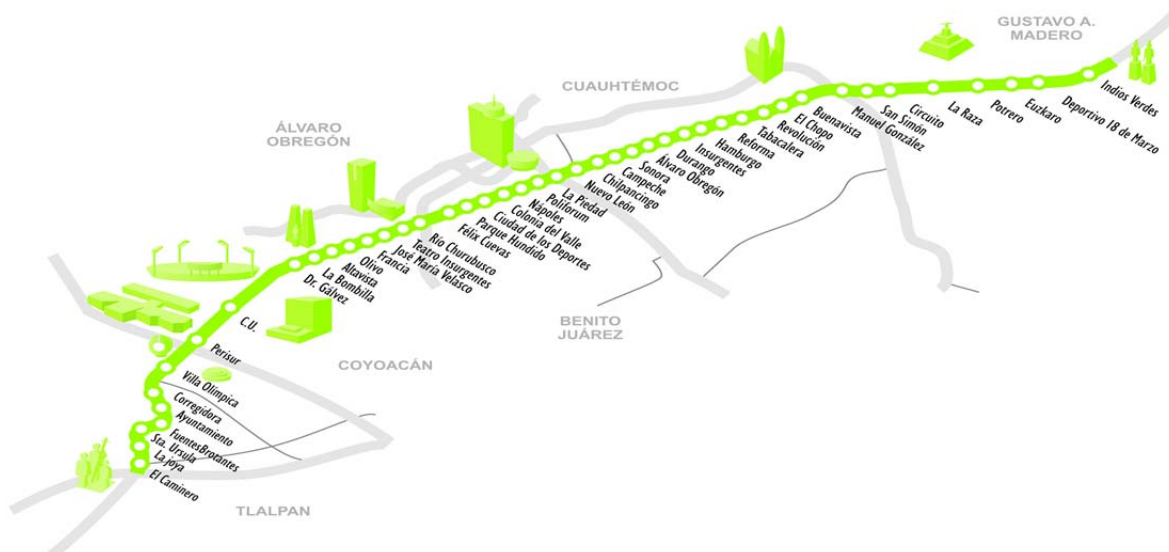 GUSTAVO A.
MADERO
CUAUHTÉMOC
ÁLVARO
OBREGÓN
BENITO
JUÁREZ
COYOACÁN
TLALPAN
Indios Verdes
Deportivo 18 de Marzo
Euzkaro
Potrero
La Raza
Circuito
San Simón
Manuel González
Buenavista
El Chopo
Revolución
Tabacalera
Reforma
Hamburgo
Insurgentes
Durango
Álvaro Obregón
Sonora
Campeche
Chilpancingo
Nuevo León
La Piedad
Poliforum
Nápoles
Colonia del Valle
Ciudad de los Deportes
Parque Hundido
Félix Cuevas
Río Churubusco
Teatro Insurgentes
José María Velasco
Francia
Olivo
Altavista
La Bombilla
Dr. Gálvez
C.U.
Perisur
Villa Olímpica
Corregidora
Ayuntamiento
FuentesBrotantes
Sta. Ursula
La joya
El Caminero